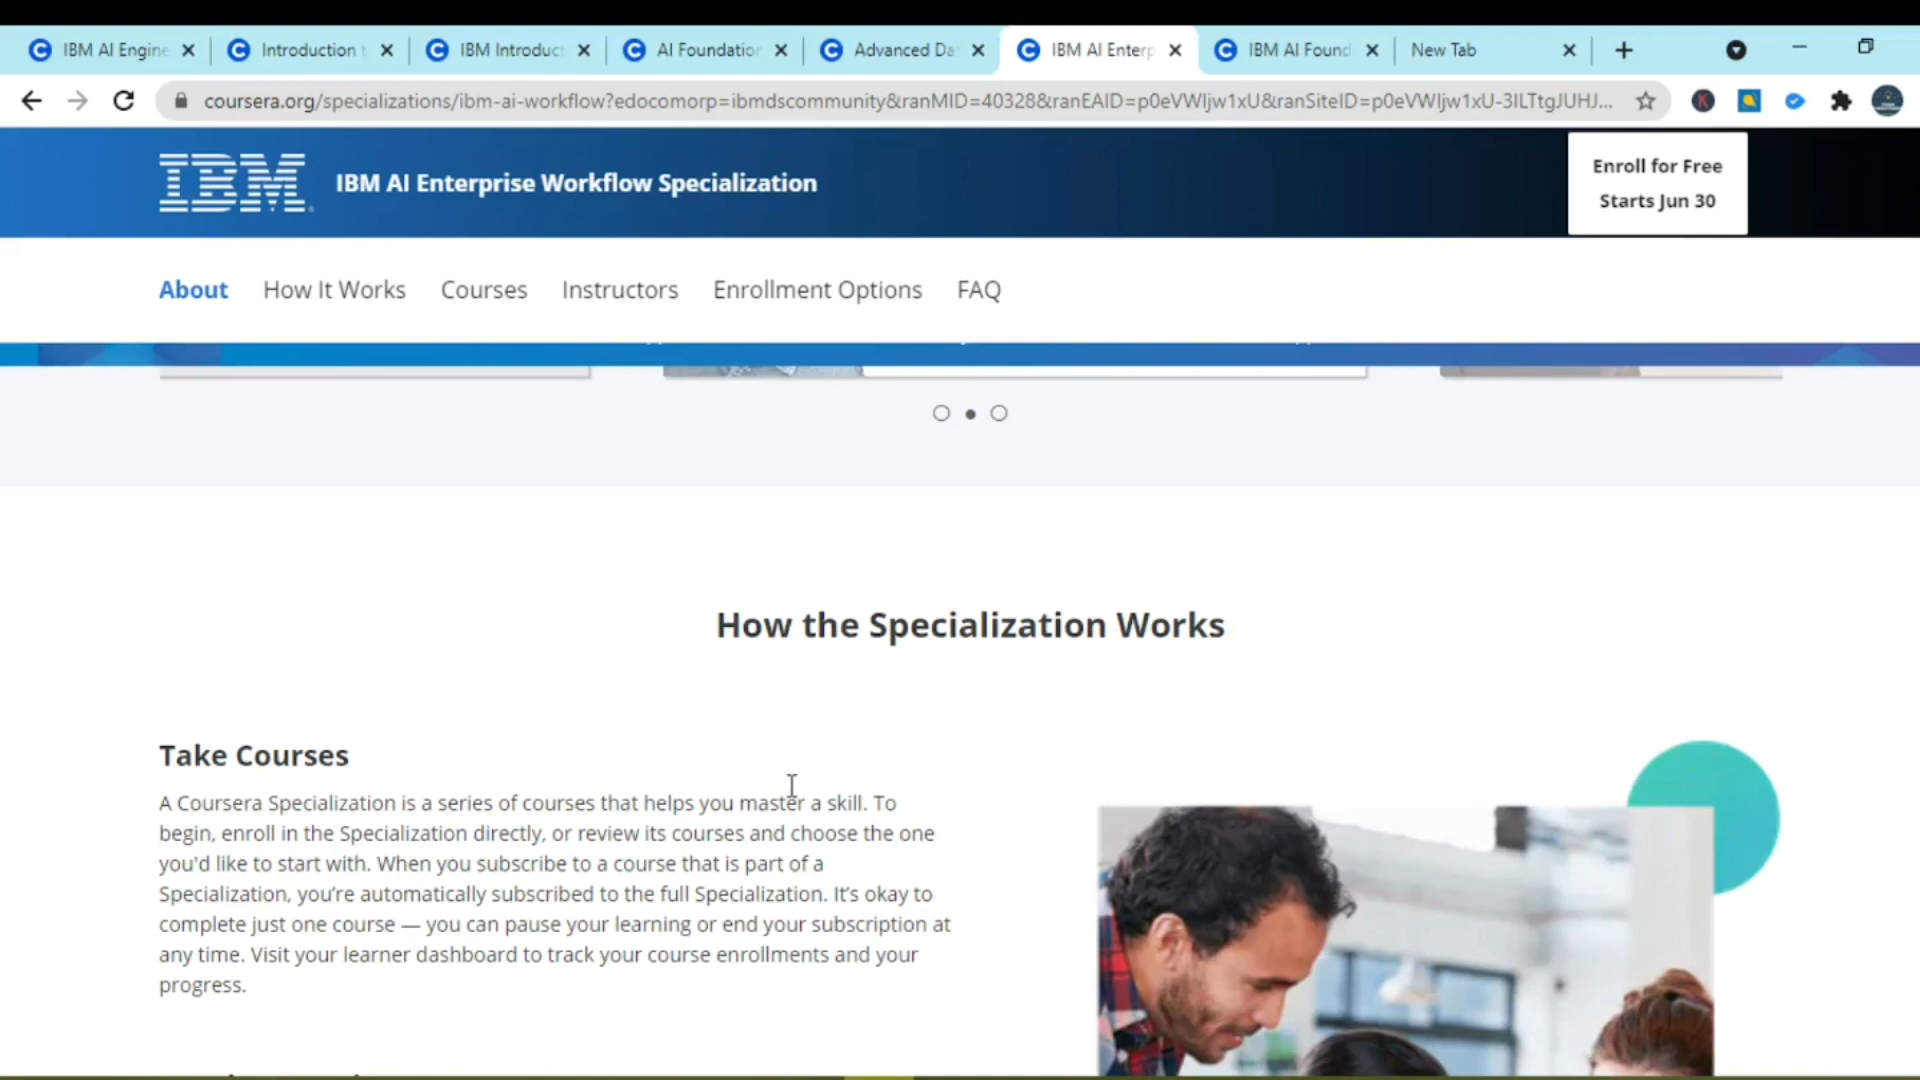 IBM AI Engine
Introduction t
IBM Introduct
AI Foundation
Advanced Da
IBM AI Enterp
IBM AI Found
New Tab
coursera.org/specializations/ibm-ai-workflow?edocomorp=ibmdscommunity&ranMID=40328&ranEAID=p0eVWIjw1xU&ranSiteID=p0eVWIjw1xU-3ILTtgJUHJ...
IBM
IBM AI Enterprise Workflow Specialization
Enroll for Free
Starts Jun 30
About
How It Works
Courses
Instructors
Enrollment Options
FAQ
How the Specialization Works
Take Courses
A Coursera Specialization is a series of courses that helps you master a skill. To
begin, enroll in the Specialization directly, or review its courses and choose the one
you'd like to start with. When you subscribe to a course that is part of a
Specialization, you’re automatically subscribed to the full Specialization. It’s okay to
complete just one course — you can pause your learning or end your subscription at
any time. Visit your learner dashboard to track your course enrollments and your
progress.